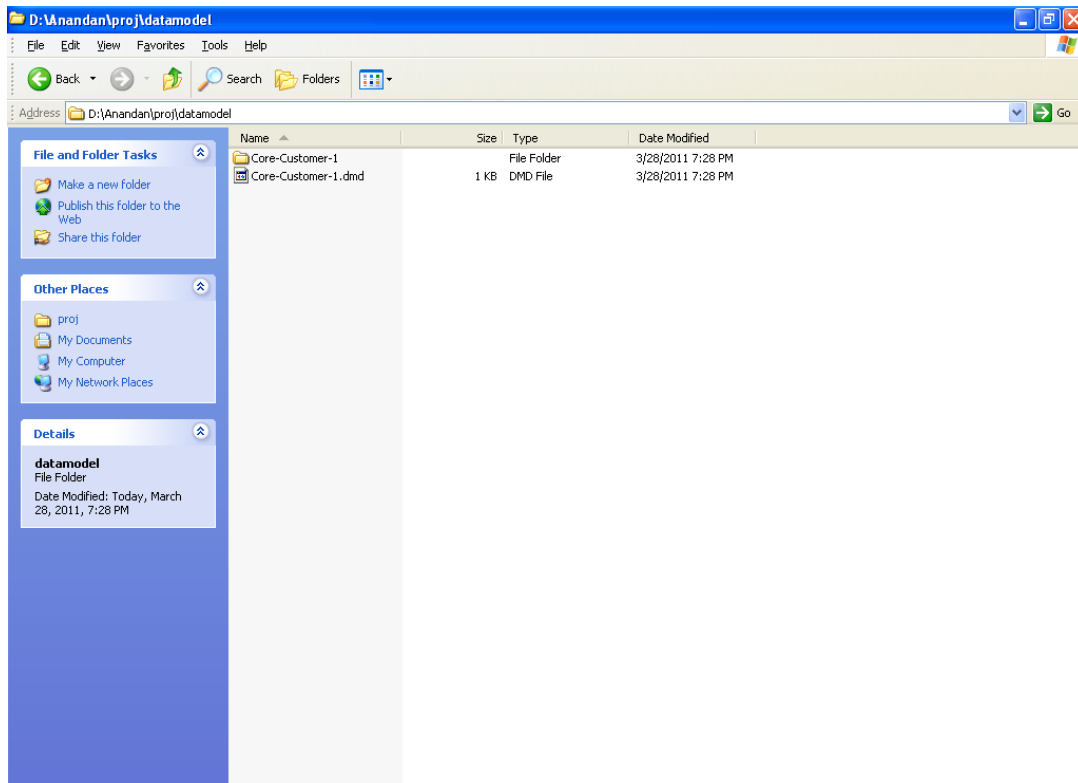 D:\Anandan\proj\datamodel
File Edit View Favorites Tools Help
Back Search Folders
Address D:\Anandan\proj\datamodel Go
Name Size Type Date Modified
Core-Customer-1 File Folder 3/28/2011 7:28 PM
Core-Customer-1.dmd 1 KB DMD File 3/28/2011 7:28 PM
File and Folder Tasks
Make a new folder
Publish this folder to the
Web
Share this folder
Other Places
proj
My Documents
My Computer
My Network Places
Details
datamodel
File Folder
Date Modified: Today, March
28, 2011, 7:28 PM